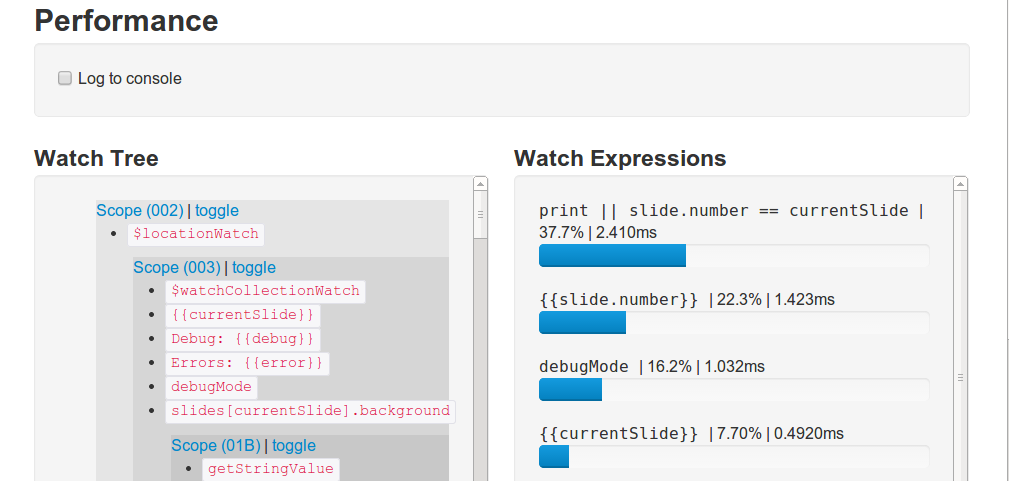 Performance
Log to console
Watch Tree
Scope (002) | toggle
$locationWatch
Scope (003) | toggle
$watchCollectionWatch
{{currentSlide}}
Debug: {{debug}}
Errors: {{error}}
debugMode
slides[currentSlide].background
Scope (01B) | toggle
getStringValue
Watch Expressions
print || slide.number == currentSlide |
37.7% | 2.410ms
{{slide.number}} | 22.3% | 1.423ms
debugMode | 16.2% | 1.032ms
{{currentSlide}} | 7.70% | 0.4920ms